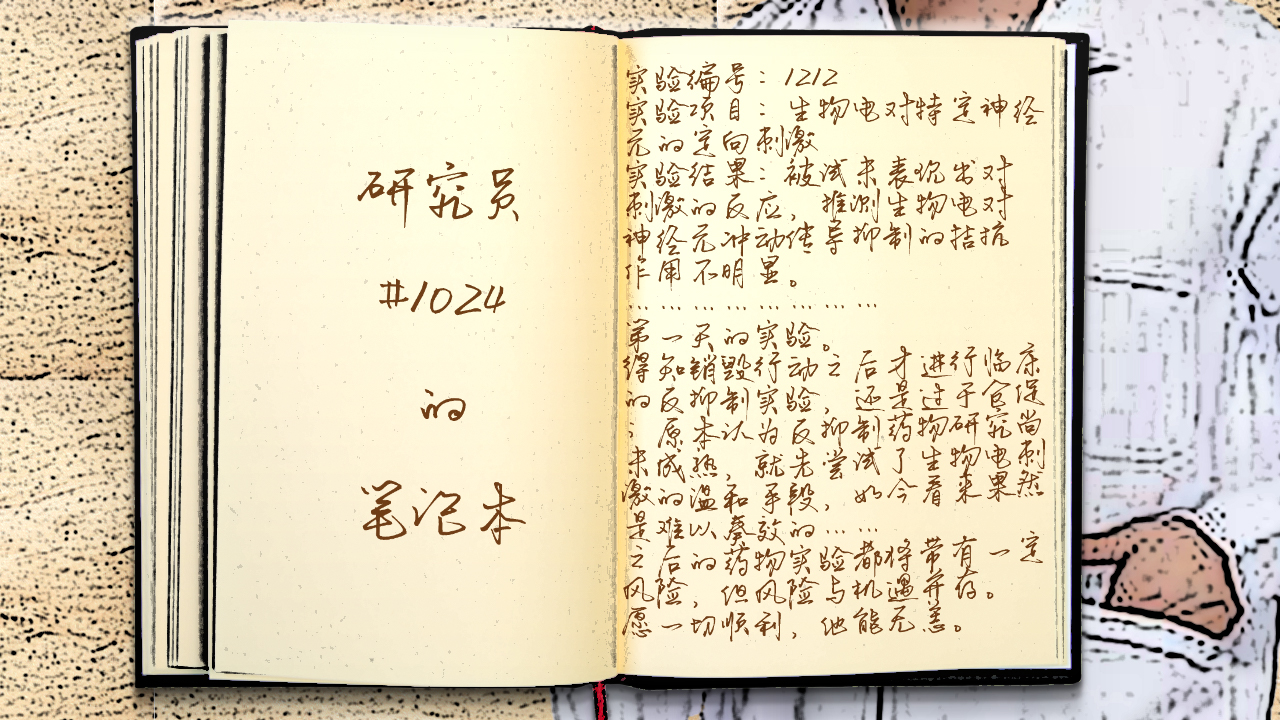 研究员
#1024
的
笔记本
实验编号：1212
实验项目：生物电对特定神经
元的定向刺激
实验结果：被试未表现出对
刺激的反应，推测生物电对
神经元冲动传导抑制的拮抗
作用不明显。
… … … … … … … …
第一天的实验。
得知销毁行动之后才进行临床
的反抑制实验，还是过于仓促
；原本认为反抑制药物研究尚
未成熟，就先尝试了生物电刺
激的温和手段，如今看来果然
是难以奏效的… …
之后的药物实验都将带有一定
风险，但风险与机遇并存。
愿一切顺利，他能无恙。